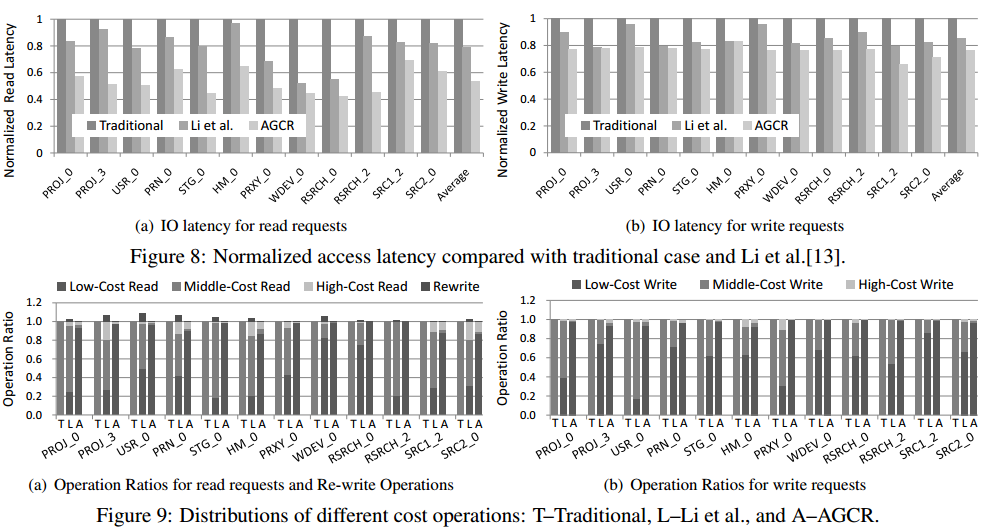 Normalized Read Latency
1
0.8
0.6
0.4
0.2
0
Traditional Li et al. AGCR
PROJ_0 PROJ_3 USR_0 PRN_0 STG_0 HM_0 PRXY_0 WDEV_0 RSRCH_0 RSRCH_2 SRC1_2 SRC2_0 Average
(a) IO latency for read requests
Normalized Write Latency
1
0.8
0.6
0.4
0.2
0
Traditional Li et al. AGCR
PROJ_0 PROJ_3 USR_0 PRN_0 STG_0 HM_0 PRXY_0 WDEV_0 RSRCH_0 RSRCH_2 SRC1_2 SRC2_0 Average
(b) IO latency for write requests
Figure 8: Normalized access latency compared with traditional case and Li et al.[13].
Low-Cost Read Middle-Cost Read High-Cost Read Rewrite
Operation Ratio
1.2
1.0
0.8
0.6
0.4
0.2
0.0
T L A T L A T L A T L A T L A T L A T L A T L A T L A T L A T L A T L A
PROJ_0 PROJ_3 USR_0 PRN_0 STG_0 HM_0 PRXY_0 WDEV_0 RSRCH_0 RSRCH_2 SRC1_2 SRC2_0
(a) Operation Ratios for read requests and Re-write Operations
Low-Cost Write Middle-Cost Write High-Cost Write
Operation Ratio
1.2
1.0
0.8
0.6
0.4
0.2
0.0
T L A T L A T L A T L A T L A T L A T L A T L A T L A T L A T L A T L A
PROJ_0 PROJ_3 USR_0 PRN_0 STG_0 HM_0 PRXY_0 WDEV_0 RSRCH_0 RSRCH_2 SRC1_2 SRC2_0
(b) Operation Ratios for write requests
Figure 9: Distributions of different cost operations: T–Traditional, L–Li et al., and A–AGCR.